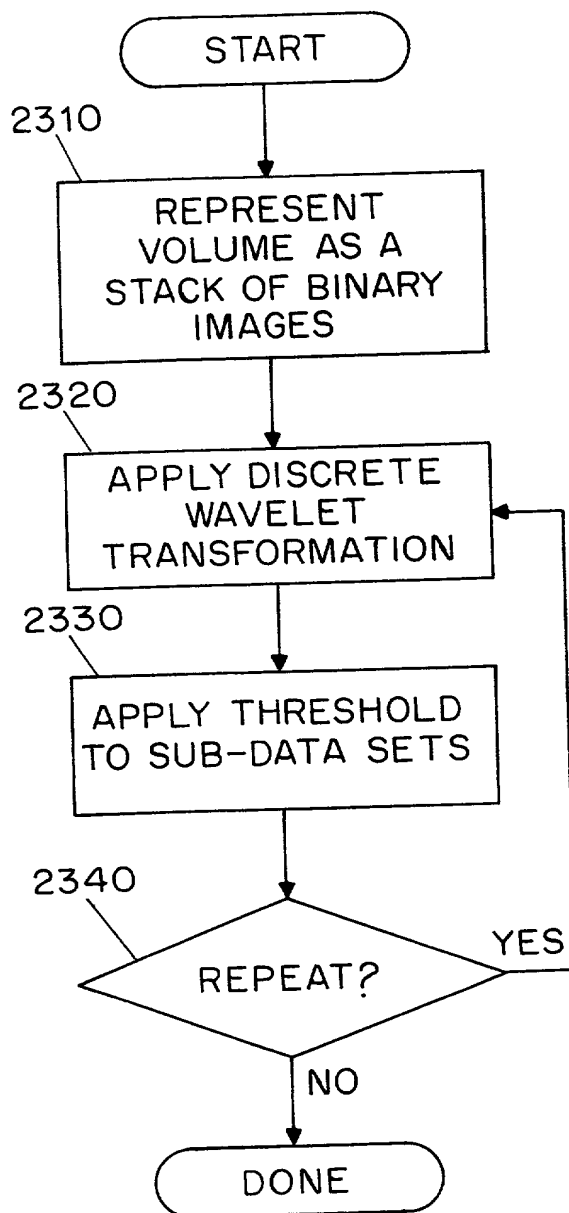 START
2310
REPRESENT
VOLUME AS A
STACK OF BINARY
IMAGES
2320
APPLY DISCRETE
WAVELET
TRANSFORMATION
2330
APPLY THRESHOLD
TO SUB-DATA SETS
2340
REPEAT?
YES
NO
DONE